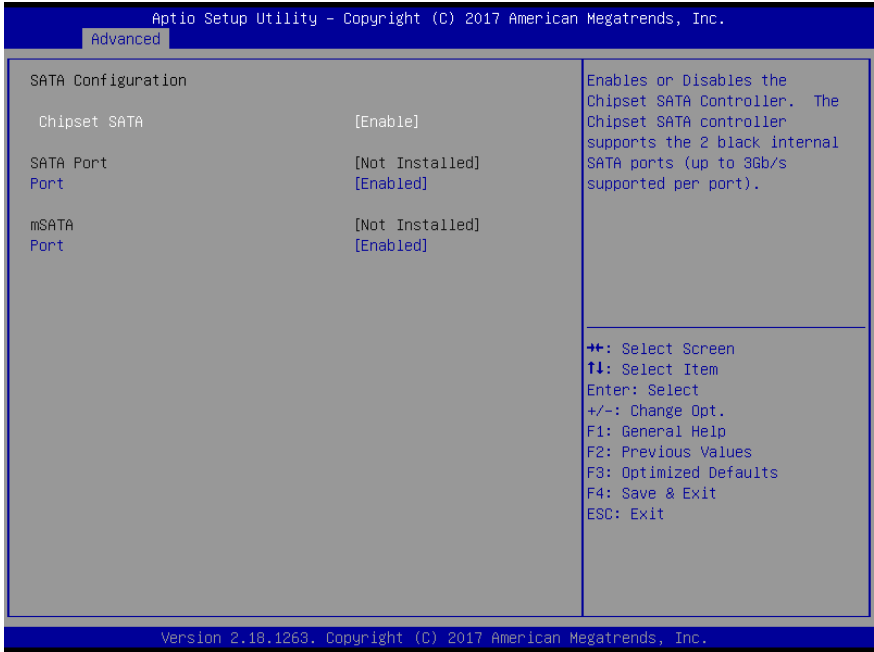 Aptio Setup Utility – Copyright (C) 2017 American Megatrends, Inc.
Advanced
SATA Configuration
Chipset SATA [Enable]
SATA Port [Not Installed]
Port [Enabled]
mSATA [Not Installed]
Port [Enabled]
Enables or Disables the
Chipset SATA Controller. The
Chipset SATA controller
supports the 2 black internal
SATA ports (up to 3Gb/s
supported per port).
→←: Select Screen
↑↓: Select Item
Enter: Select
+/-: Change Opt.
F1: General Help
F2: Previous Values
F3: Optimized Defaults
F4: Save & Exit
ESC: Exit
Version 2.18.1263. Copyright (C) 2017 American Megatrends, Inc.